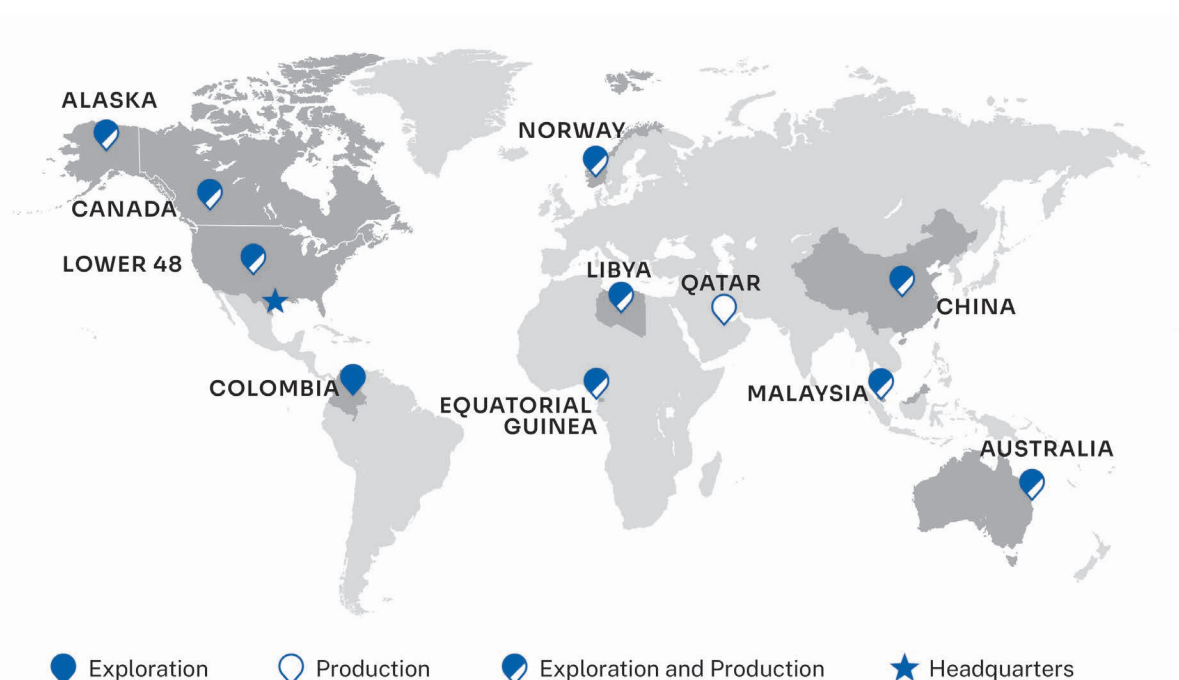 ALASKA
NORWAY
CANADA
LOWER 48
LIBYA
QATAR
CHINA
COLOMBIA
MALAYSIA
EQUATORIAL
GUINEA
AUSTRALIA
Exploration
Production
Exploration and Production
Headquarters